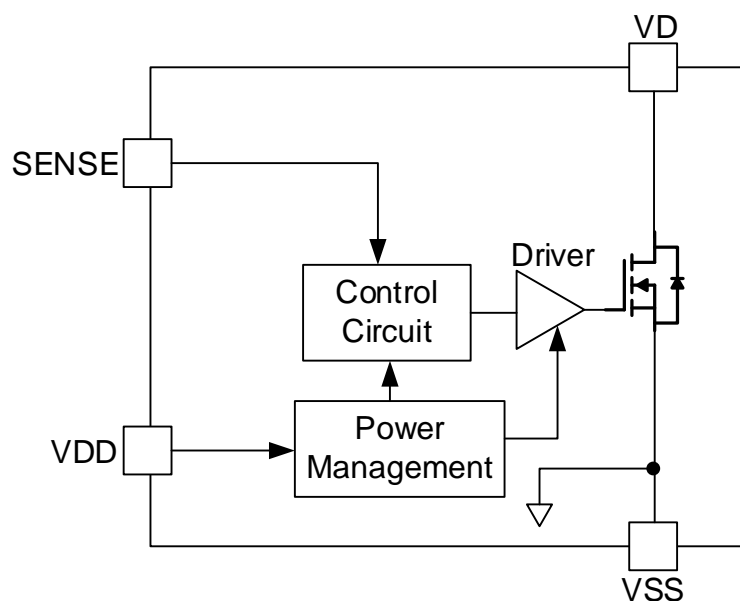 VD
SENSE
Driver
Control
Circuit
Power
Management
VDD
VSS